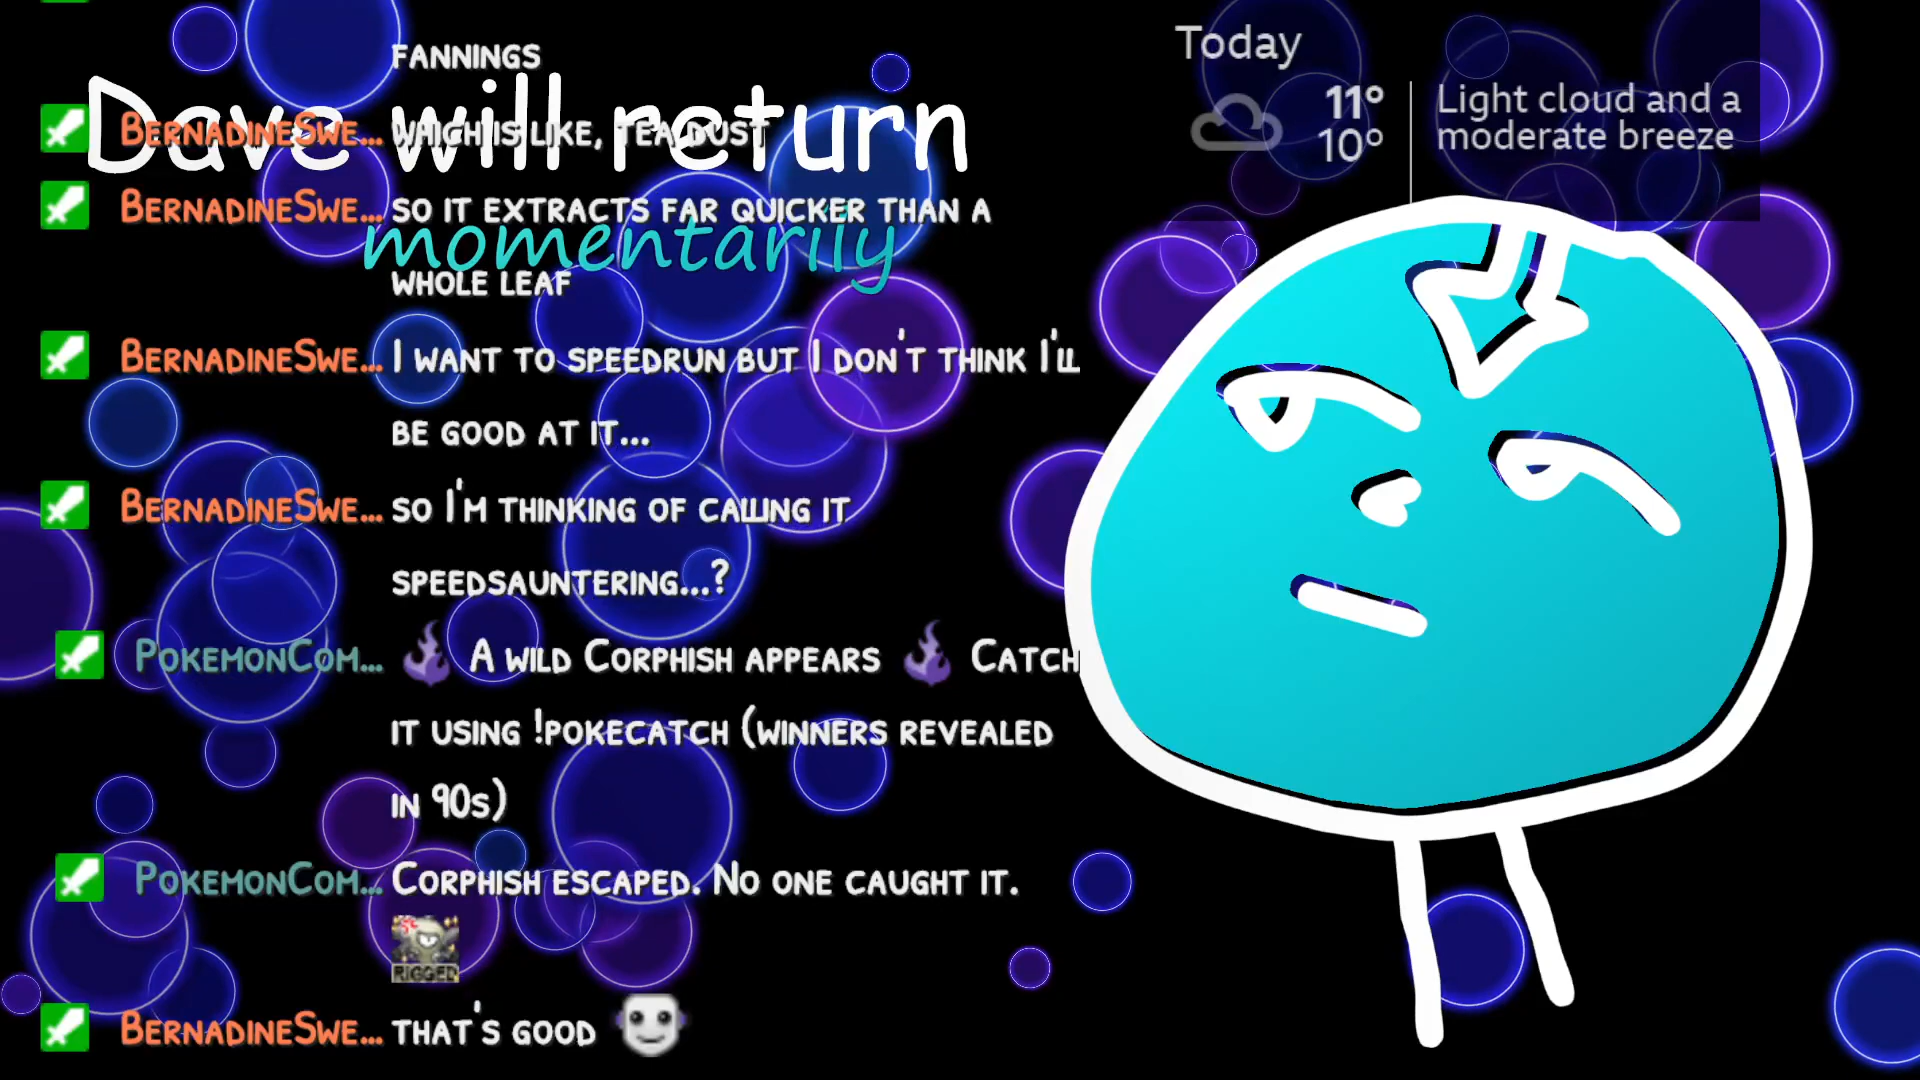 FANNINGS
Dave will return
BernadineSwe... WHICH IS LIKE, TEA DUST
BernadineSwe... SO IT EXTRACTS FAR QUICKER THAN A
momentarily
WHOLE LEAF
BernadineSwe... I WANT TO SPEEDRUN BUT I DON'T THINK I'LL
BE GOOD AT IT...
BernadineSwe... SO I'M THINKING OF CALLING IT
SPEEDSAUNTERING...?
PokemonCom... A WILD CORPHISH APPEARS CATCH
IT USING !POKECATCH (WINNERS REVEALED
IN 90S)
PokemonCom... CORPHISH ESCAPED. NO ONE CAUGHT IT.
RIGGED
BernadineSwe... THAT'S GOOD
Today
11°
10°
Light cloud and a
moderate breeze